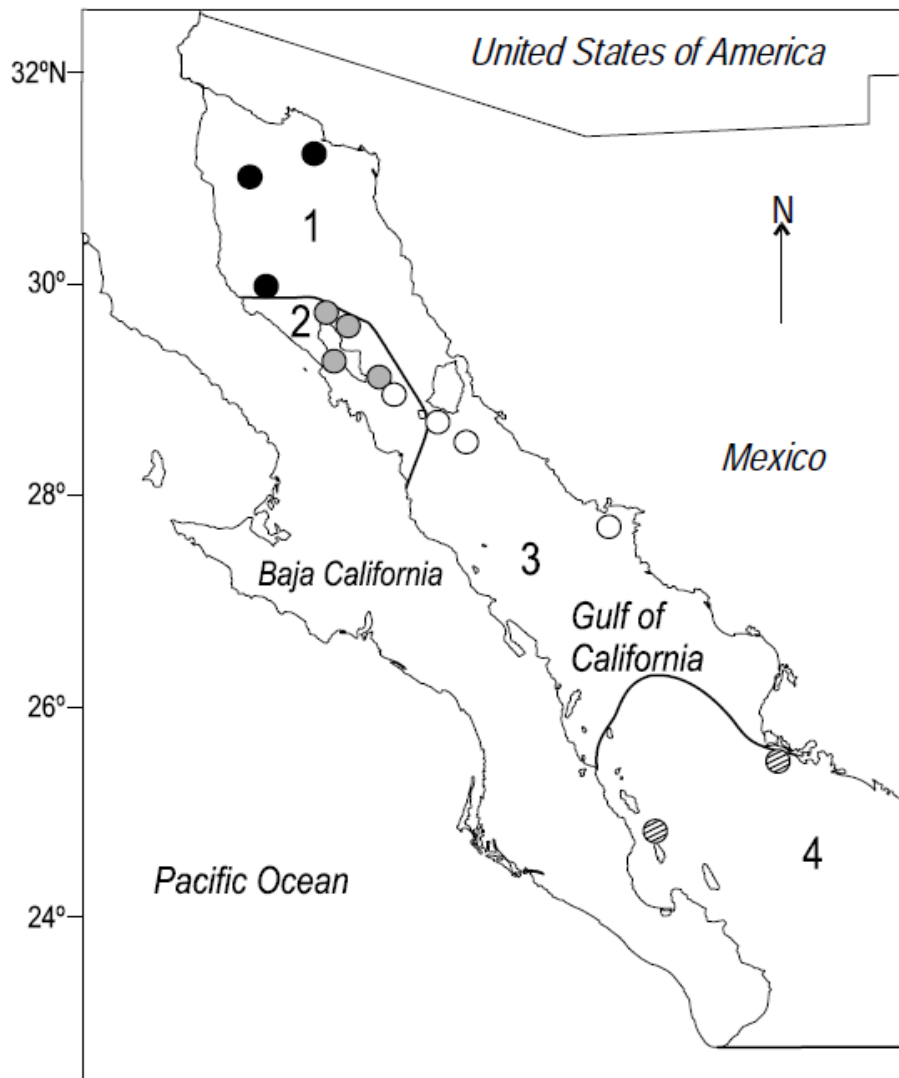 United States of America
32ºN
N
1
30º
2
Mexico
28º
3
Baja California
Gulf of
California
26º
4
Pacific Ocean
24º